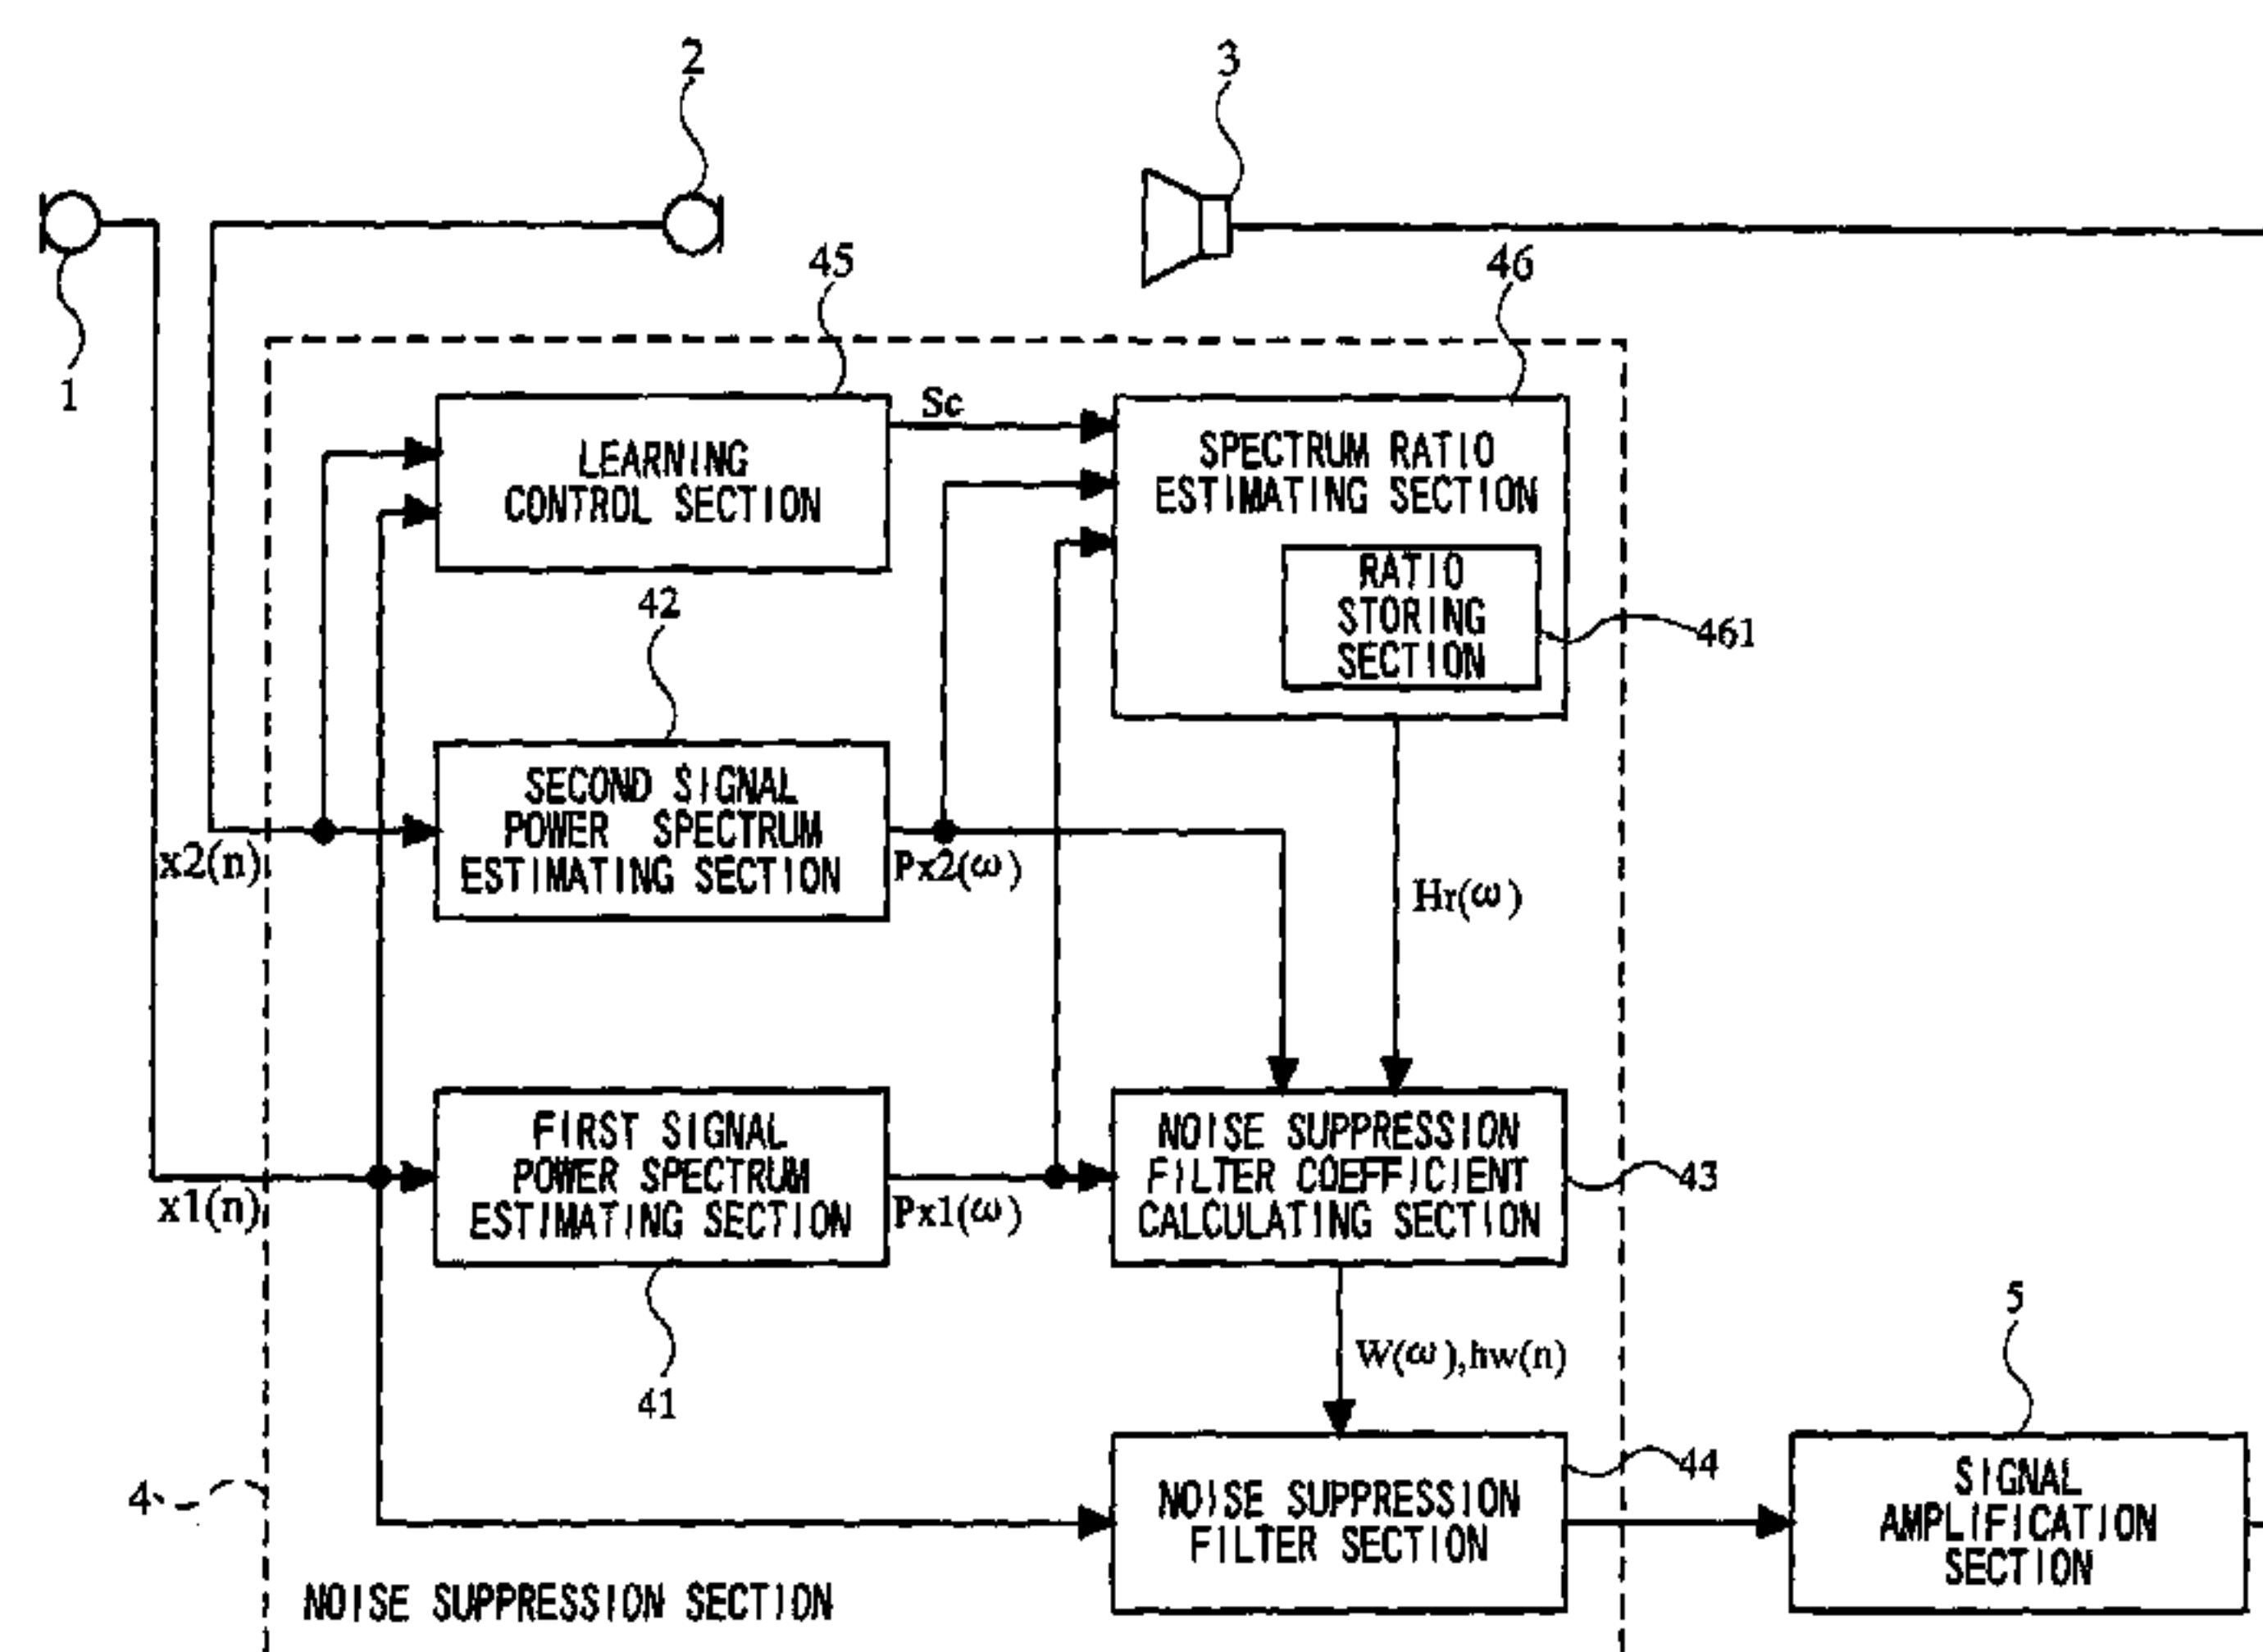 2
3
1
45
46
Sc
LEARNING
CONTROL SECTION
SPECTRUM RATIO
ESTIMATING SECTION
RATIO
STORING
SECTION
461
42
SECOND SIGNAL
POWER SPECTRUM
ESTIMATING SECTION
x2(n)
Px2(ω)
Hr(ω)
FIRST SIGNAL
POWER SPECTRUM
ESTIMATING SECTION
x1(n)
Px1(ω)
NOISE SUPPRESSION
FILTER COEFFICIENT
CALCULATING SECTION
43
41
W(ω),hw(n)
5
4
NOISE SUPPRESSION
FILTER SECTION
44
SIGNAL
AMPLIFICATION
SECTION
NOISE SUPPRESSION SECTION